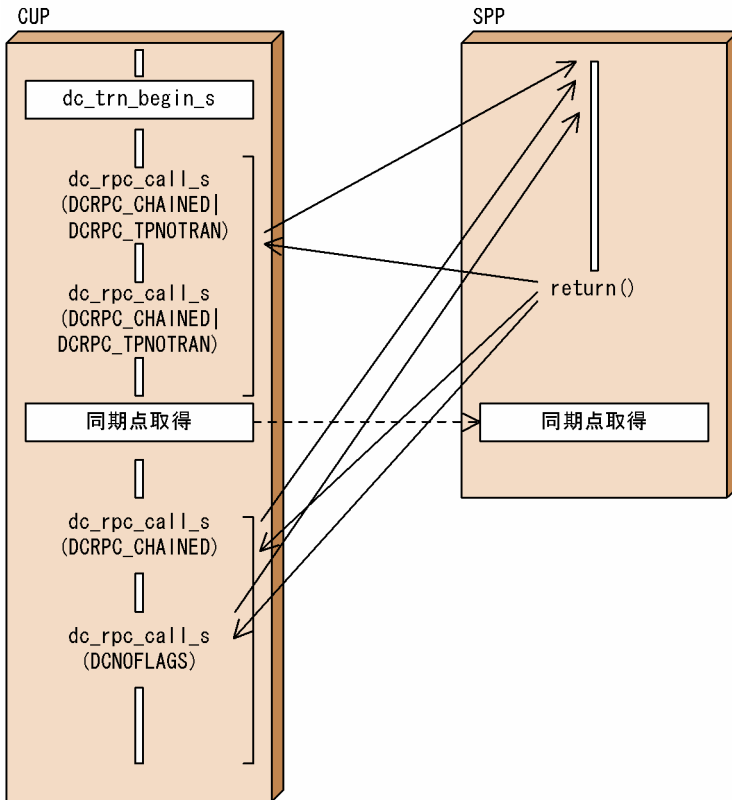 CUP
dc_trn_begin_s
dc_rpc_call_s
(DCRPC_CHAINED|
DCRPC_TPNOTRAN)
dc_rpc_call_s
(DCRPC_CHAINED|
DCRPC_TPNOTRAN)
同期点取得
dc_rpc_call_s
(DCRPC_CHAINED)
dc_rpc_call_s
(DCNOFLAGS)
SPP
return()
同期点取得